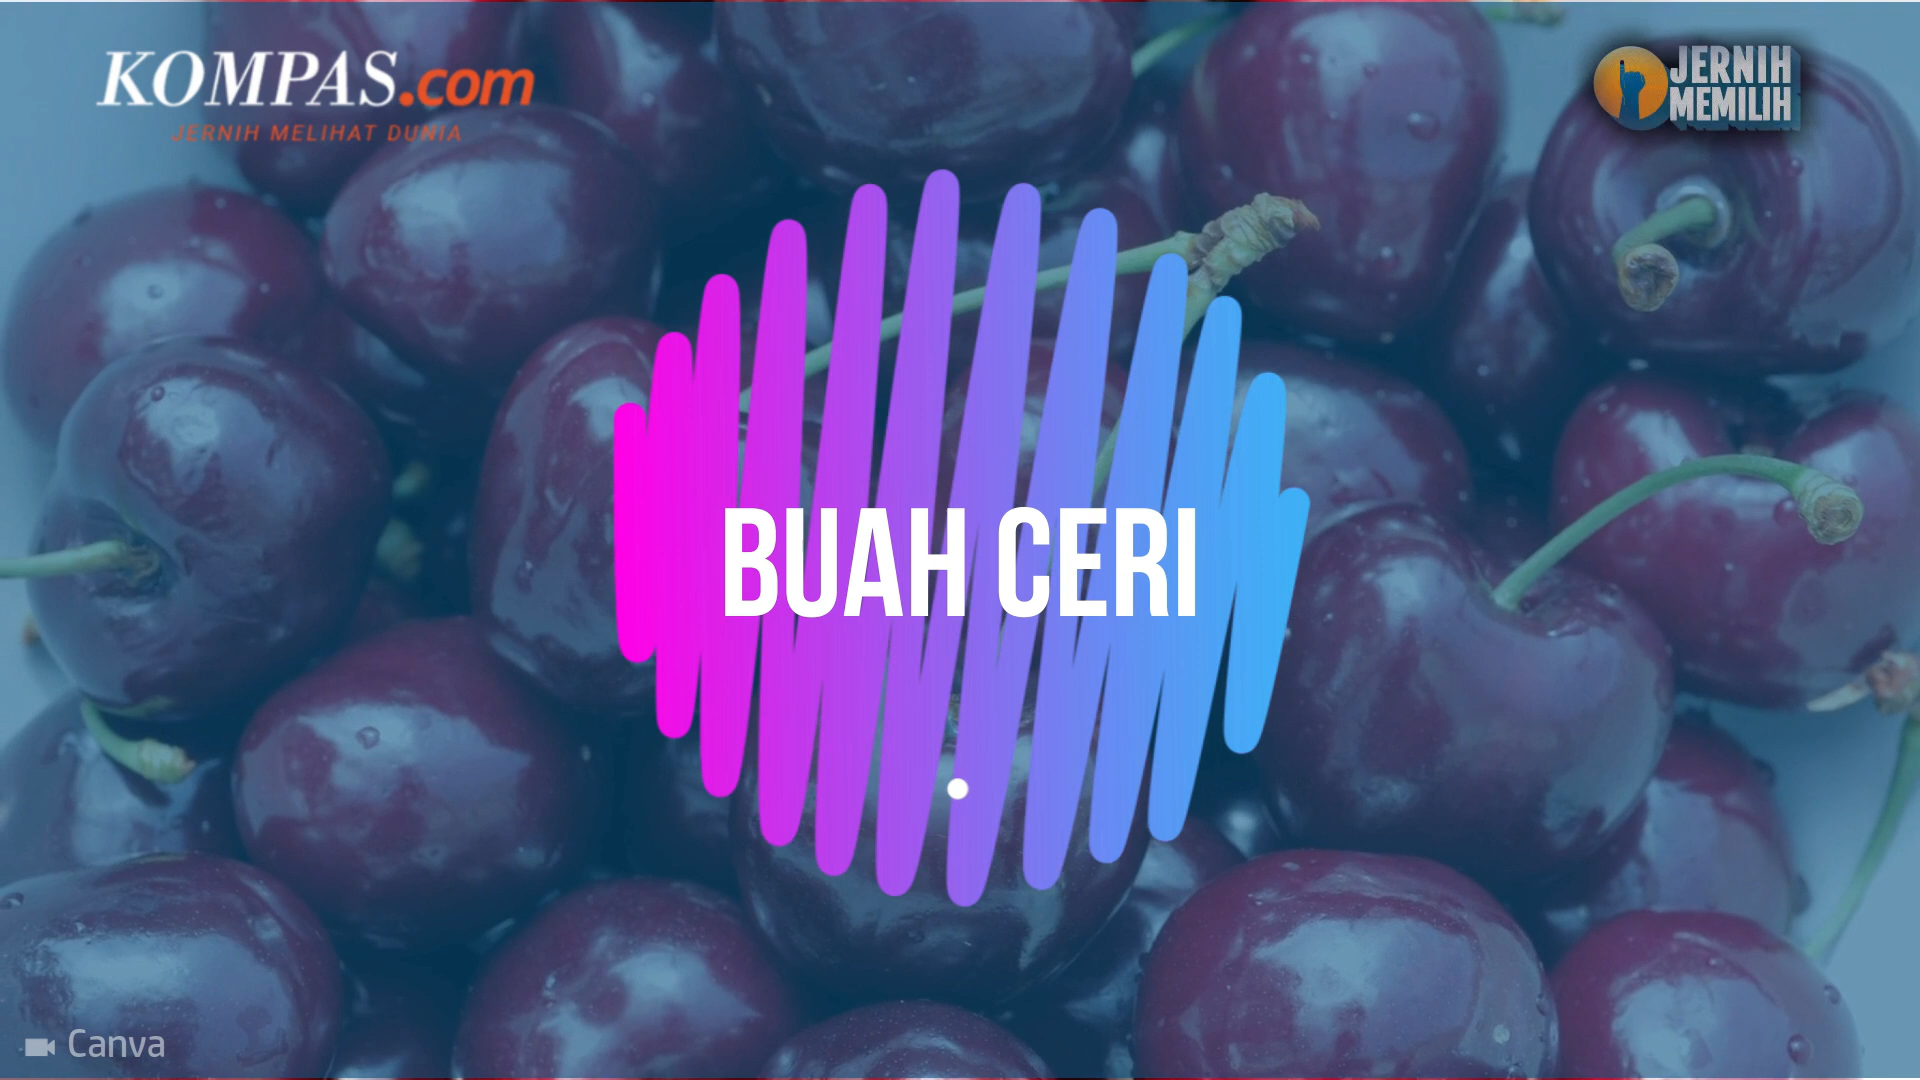 KOMPAS.com
JERNIH MELIHAT DUNIA
JERNIH
MEMILIH
BUAH CERI
Canva